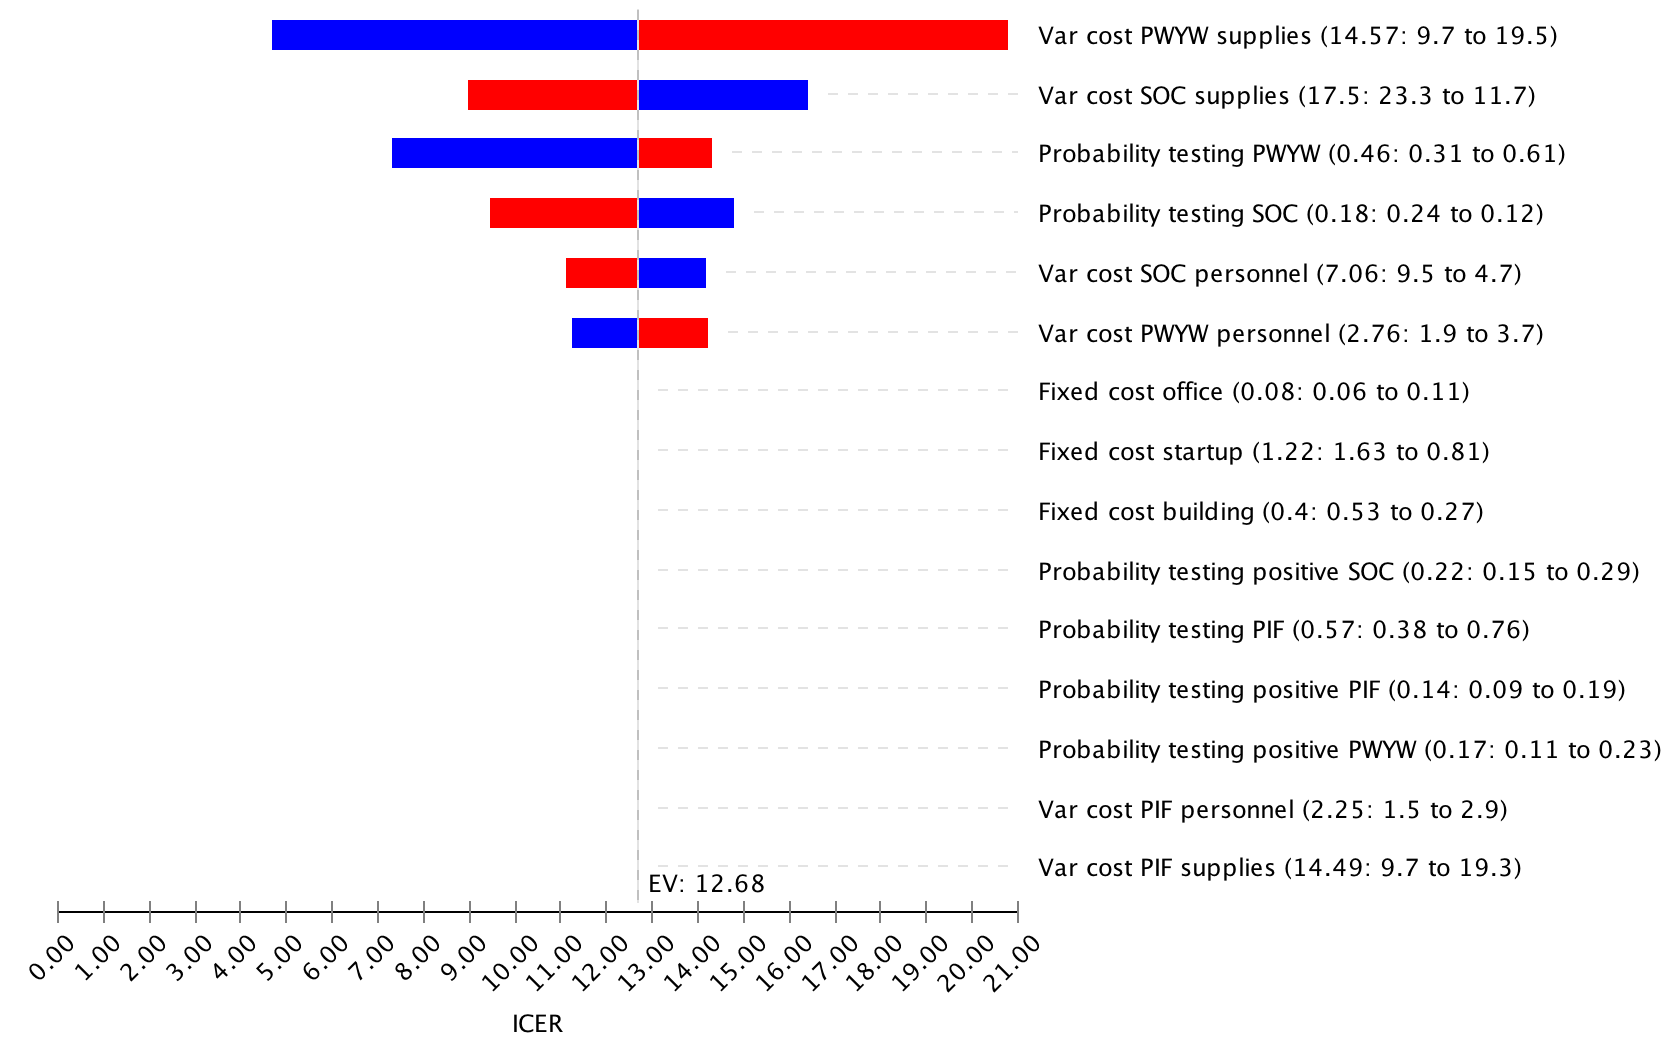 Var cost PWYW supplies (14.57: 9.7 to 19.5)
Var cost SOC supplies (17.5: 23.3 to 11.7)
Probability testing PWYW (0.46: 0.31 to 0.61)
Probability testing SOC (0.18: 0.24 to 0.12)
Var cost SOC personnel (7.06: 9.5 to 4.7)
Var cost PWYW personnel (2.76: 1.9 to 3.7)
Fixed cost office (0.08: 0.06 to 0.11)
Fixed cost startup (1.22: 1.63 to 0.81)
Fixed cost building (0.4: 0.53 to 0.27)
Probability testing positive SOC (0.22: 0.15 to 0.29)
Probability testing PIF (0.57: 0.38 to 0.76)
Probability testing positive PIF (0.14: 0.09 to 0.19)
Probability testing positive PWYW (0.17: 0.11 to 0.23)
Var cost PIF personnel (2.25: 1.5 to 2.9)
Var cost PIF supplies (14.49: 9.7 to 19.3)
EV: 12.68
0.00 1.00 2.00 3.00 4.00 5.00 6.00 7.00 8.00 9.00 10.00 11.00 12.00 13.00 14.00 15.00 16.00 17.00 18.00 19.00 20.00 21.00
ICER